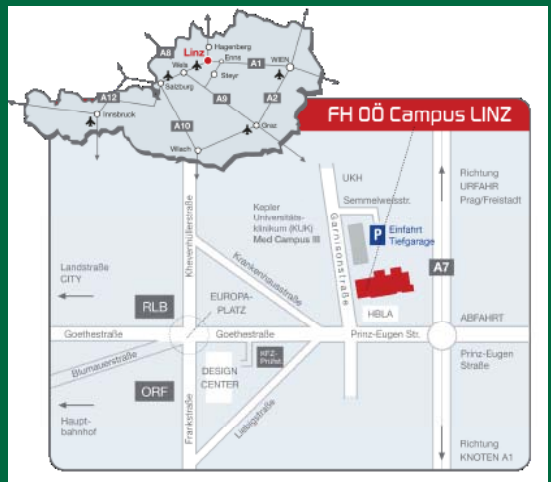 A8
Hagenberg
Linz
Enns
Wels
A1
WIEN
Steyr
Salzburg
A12
A9
A2
Innsbruck
A10
Graz
Villach
FH OÖ Campus LINZ
UKH
Semmelweisstr.
Richtung
URFAHR
Prag/Freistadt
Kepler
Universitäts-
klinikum (KUK)
Med Campus III
P
Einfahrt
Tiefgarage
Khevenhüllerstraße
Krankenhausstraße
Garnisonstraße
A7
Landstraße
CITY
RLB
EUROPA-
PLATZ
HBLA
ABFAHRT
Goethestraße
Goethestraße
Prinz-Eugen Str.
Prinz-Eugen
Straße
Blumauerstraße
KFZ-
Prüfst.
DESIGN
CENTER
ORF
Haupt-
bahnhof
Frankstraße
Liebigstraße
Richtung
KNOTEN A1